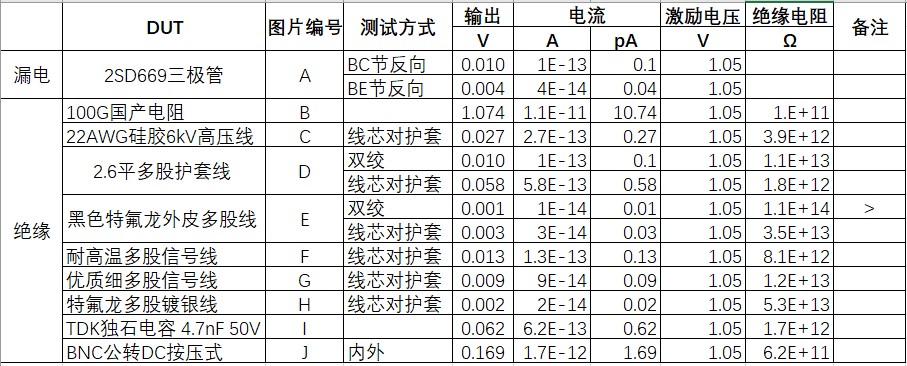 DUT 图片编号 测试方式 输出 电流 激励电压 绝缘电阻 备注
V A pA V Ω
漏电 2SD669三极管 A BC节反向 0.010 1E-13 0.1 1.05
BE节反向 0.004 4E-14 0.04 1.05
绝缘 100G国产电阻 B 1.074 1.1E-11 10.74 1.05 1.E+11
22AWG硅胶6kV高压线 C 线芯对护套 0.027 2.7E-13 0.27 1.05 3.9E+12
2.6平多股护套线 D 双绞 0.010 1E-13 0.1 1.05 1.1E+13
线芯对护套 0.058 5.8E-13 0.58 1.05 1.8E+12
黑色特氟龙外皮多股线 E 双绞 0.001 1E-14 0.01 1.05 1.1E+14 >
线芯对护套 0.003 3E-14 0.03 1.05 3.5E+13
耐高温多股信号线 F 线芯对护套 0.013 1.3E-13 0.13 1.05 8.1E+12
优质细多股信号线 G 线芯对护套 0.009 9E-14 0.09 1.05 1.2E+13
特氟龙多股镀银线 H 线芯对护套 0.002 2E-14 0.02 1.05 5.3E+13
TDK独石电容 4.7nF 50V I 0.062 6.2E-13 0.62 1.05 1.7E+12
BNC公转DC按压式 J 内外 0.169 1.7E-12 1.69 1.05 6.2E+11